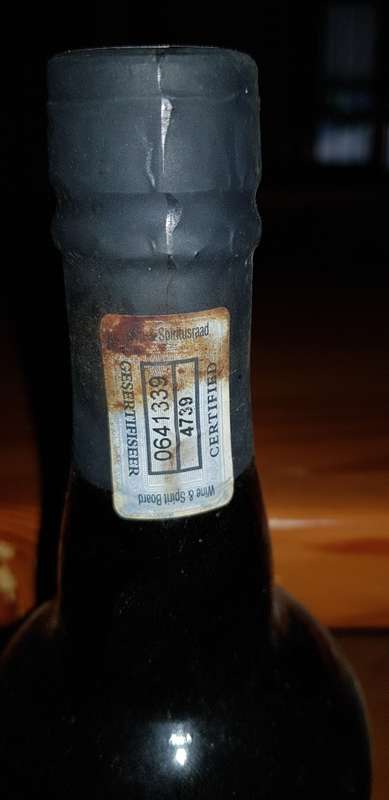 Spiritusraad
GESERTIFISEER
0641339
4739
CERTIFIED
Wine & Spirit Board